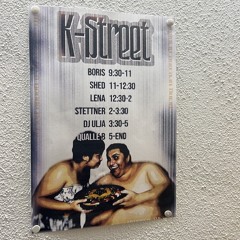 K-Street
BORIS 9:30-11
SHED 11-12:30
LENA 12:30-2
STETTNER 2-3:30
DJ ULJA 3:30-5
QUALLE B 5-END